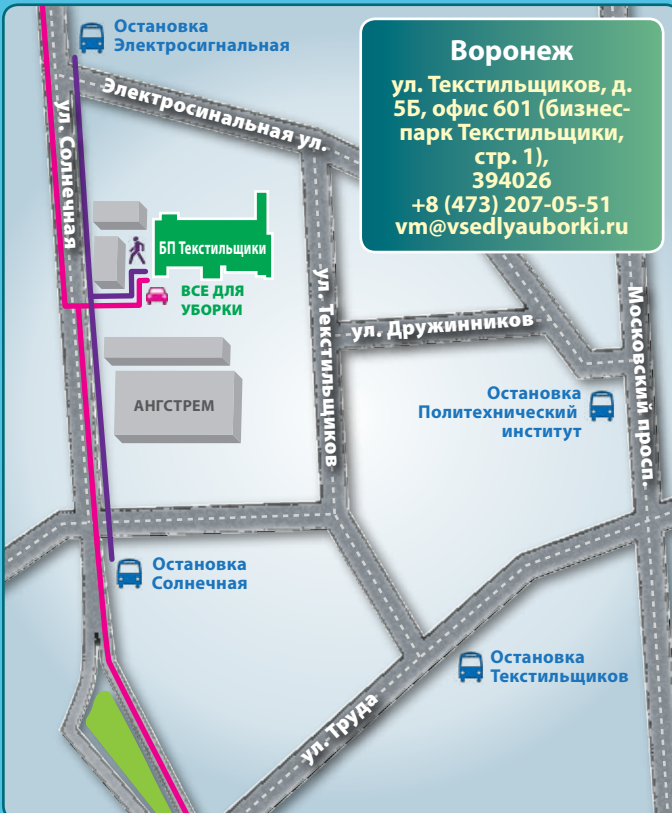 Остановка
Электросигнальная
Воронеж
ул. Текстильщиков, д.
5Б, офис 601 (бизнес-
парк Текстильщики,
стр. 1),
394026
+8 (473) 207-05-51
vm@vsedlyauborki.ru
Электросинальная ул.
ул. Солнечная
БП Текстильщики
ВСЕ ДЛЯ
УБОРКИ
ул. Текстильщиков
ул. Дружинников
Московский просп.
АНГСТРЕМ
Остановка
Политехнический
институт
Остановка
Солнечная
Остановка
Текстильщиков
ул. Труда